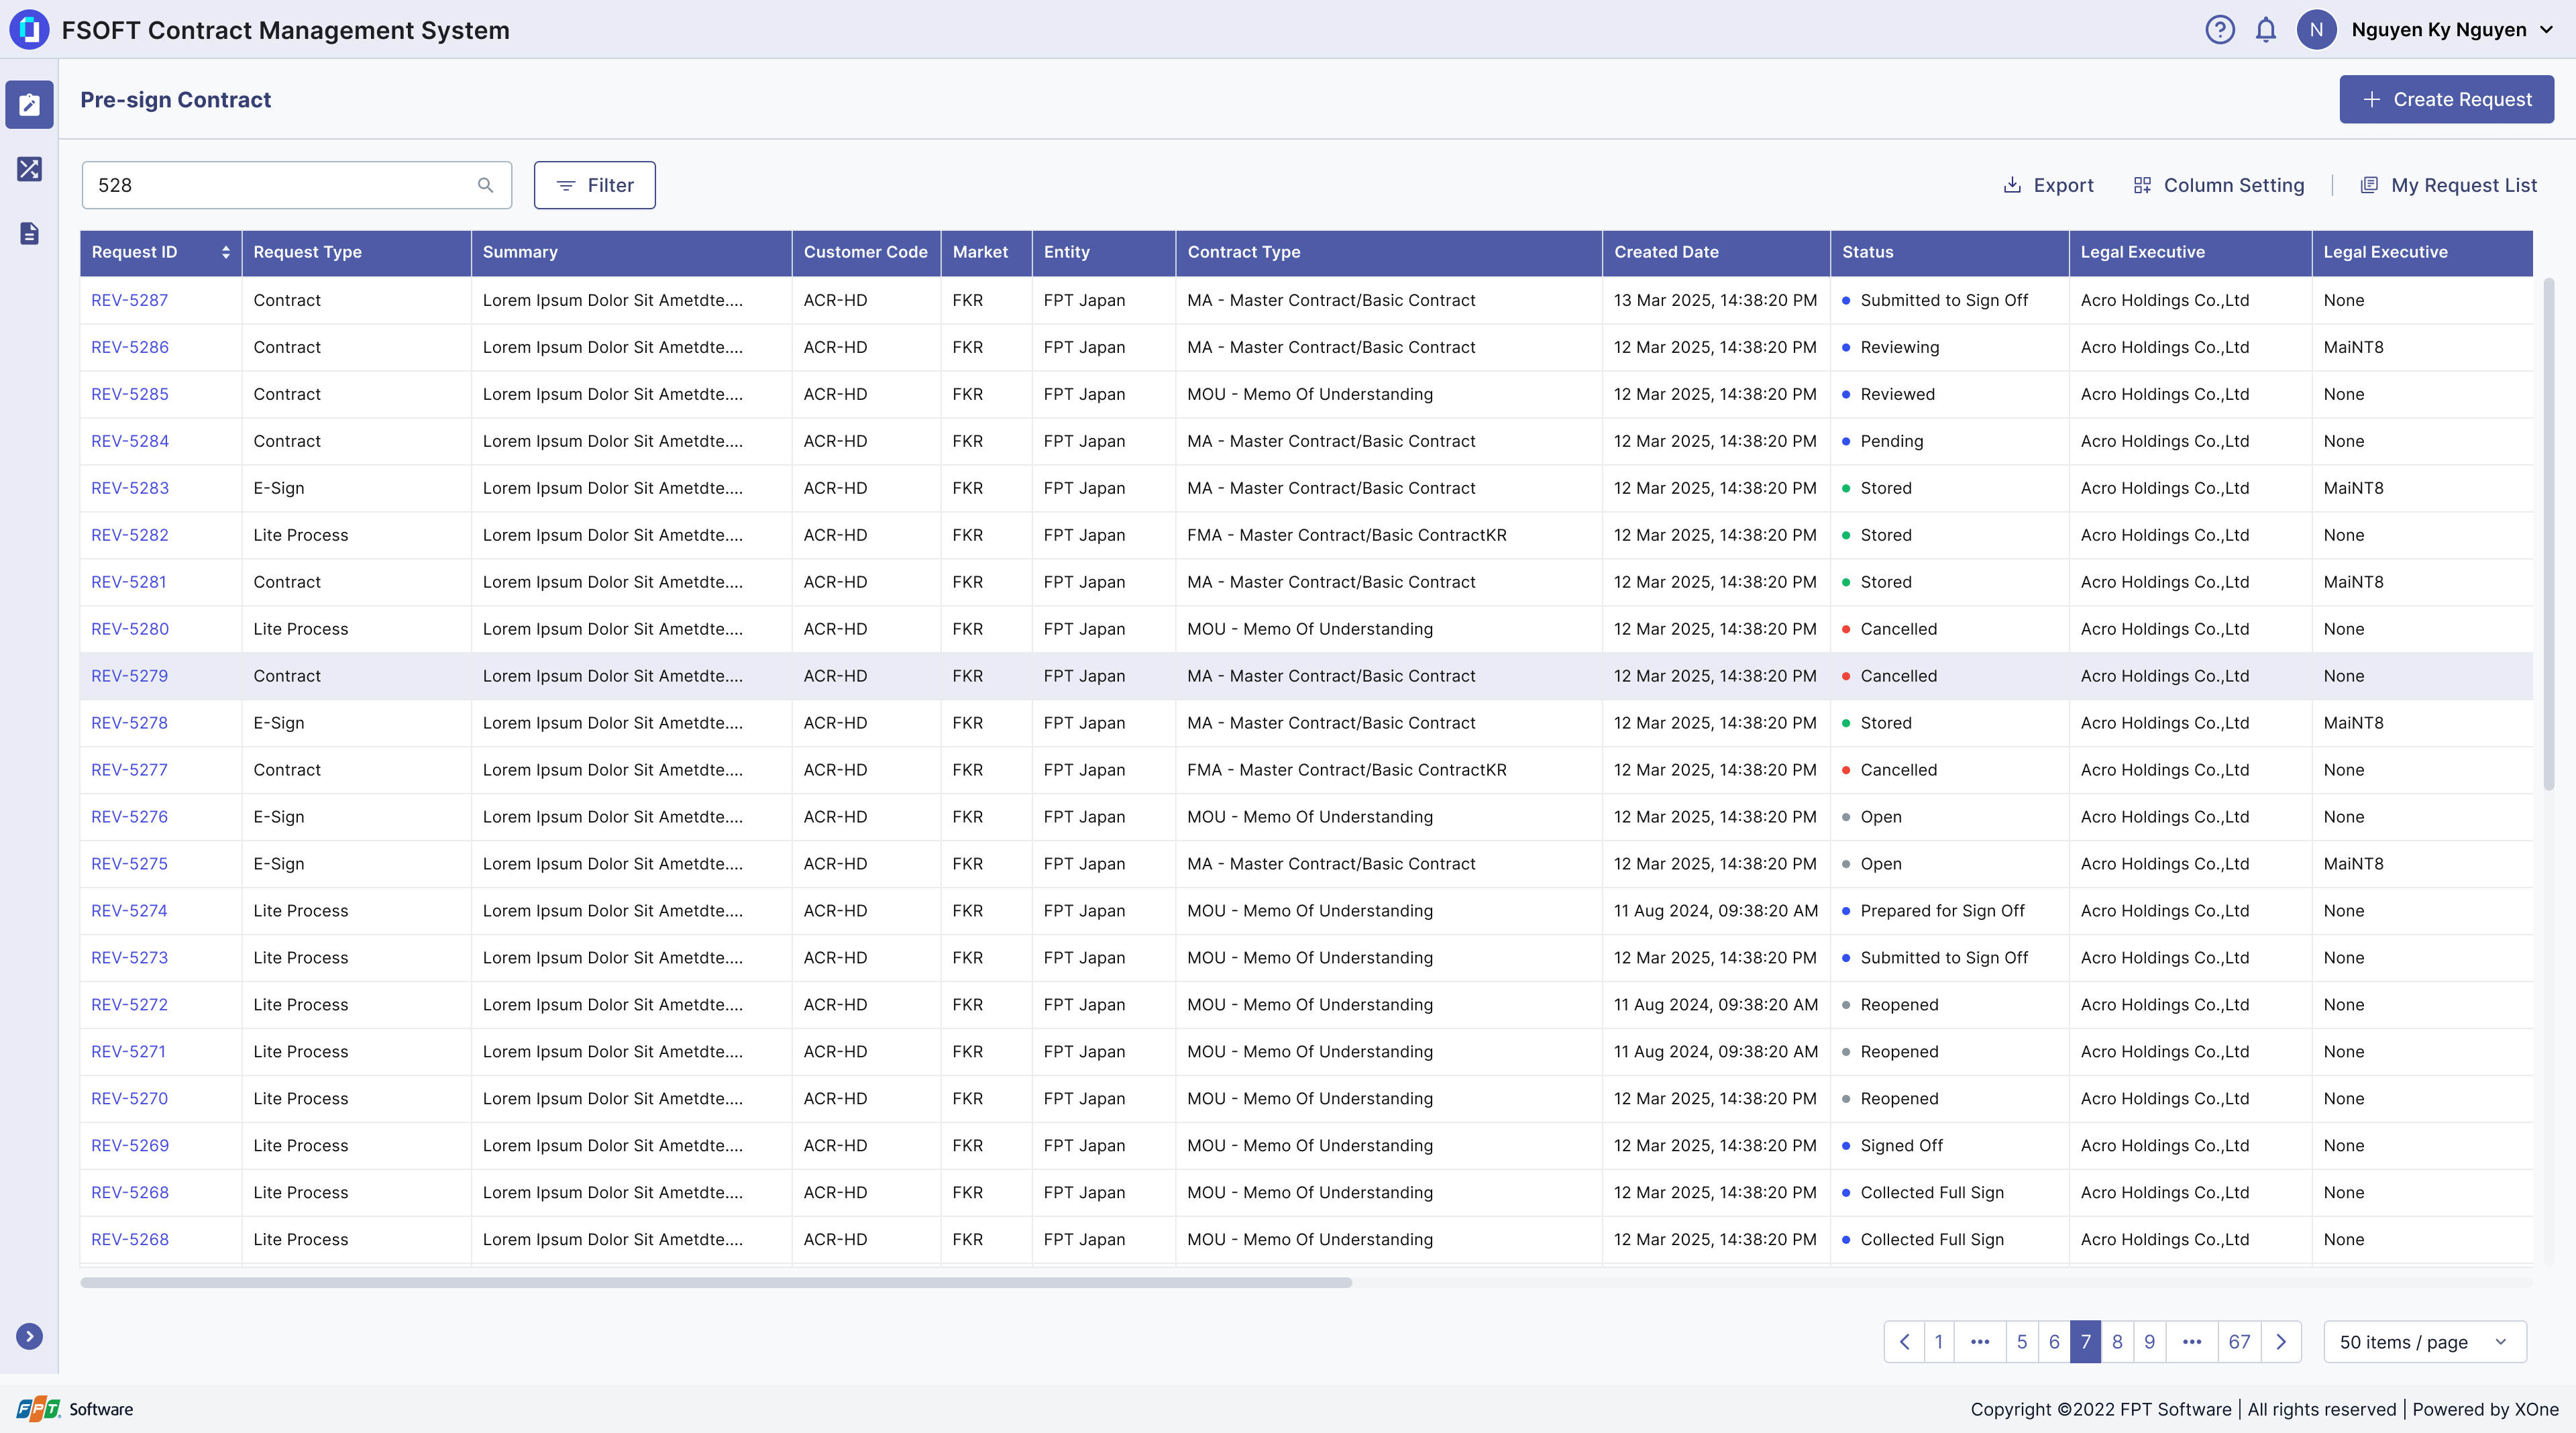 FSOFT Contract Management System
N Nguyen Ky Nguyen
Pre-sign Contract
Create Request
528 Filter Export Column Setting My Request List
Request ID Request Type Summary Customer Code Market Entity Contract Type Created Date Status Legal Executive Legal Executive
REV-5287 Contract Lorem Ipsum Dolor Sit Ametdte.... ACR-HD FKR FPT Japan MA - Master Contract/Basic Contract 13 Mar 2025, 14:38:20 PM Submitted to Sign Off Acro Holdings Co.,Ltd None
REV-5286 Contract Lorem Ipsum Dolor Sit Ametdte.... ACR-HD FKR FPT Japan MA - Master Contract/Basic Contract 12 Mar 2025, 14:38:20 PM Reviewing Acro Holdings Co.,Ltd MaiNT8
REV-5285 Contract Lorem Ipsum Dolor Sit Ametdte.... ACR-HD FKR FPT Japan MOU - Memo Of Understanding 12 Mar 2025, 14:38:20 PM Reviewed Acro Holdings Co.,Ltd None
REV-5284 Contract Lorem Ipsum Dolor Sit Ametdte.... ACR-HD FKR FPT Japan MA - Master Contract/Basic Contract 12 Mar 2025, 14:38:20 PM Pending Acro Holdings Co.,Ltd None
REV-5283 E-Sign Lorem Ipsum Dolor Sit Ametdte.... ACR-HD FKR FPT Japan MA - Master Contract/Basic Contract 12 Mar 2025, 14:38:20 PM Stored Acro Holdings Co.,Ltd MaiNT8
REV-5282 Lite Process Lorem Ipsum Dolor Sit Ametdte.... ACR-HD FKR FPT Japan FMA - Master Contract/Basic ContractKR 12 Mar 2025, 14:38:20 PM Stored Acro Holdings Co.,Ltd None
REV-5281 Contract Lorem Ipsum Dolor Sit Ametdte.... ACR-HD FKR FPT Japan MA - Master Contract/Basic Contract 12 Mar 2025, 14:38:20 PM Stored Acro Holdings Co.,Ltd MaiNT8
REV-5280 Lite Process Lorem Ipsum Dolor Sit Ametdte.... ACR-HD FKR FPT Japan MOU - Memo Of Understanding 12 Mar 2025, 14:38:20 PM Cancelled Acro Holdings Co.,Ltd None
REV-5279 Contract Lorem Ipsum Dolor Sit Ametdte.... ACR-HD FKR FPT Japan MA - Master Contract/Basic Contract 12 Mar 2025, 14:38:20 PM Cancelled Acro Holdings Co.,Ltd None
REV-5278 E-Sign Lorem Ipsum Dolor Sit Ametdte.... ACR-HD FKR FPT Japan MA - Master Contract/Basic Contract 12 Mar 2025, 14:38:20 PM Stored Acro Holdings Co.,Ltd MaiNT8
REV-5277 Contract Lorem Ipsum Dolor Sit Ametdte.... ACR-HD FKR FPT Japan FMA - Master Contract/Basic ContractKR 12 Mar 2025, 14:38:20 PM Cancelled Acro Holdings Co.,Ltd None
REV-5276 E-Sign Lorem Ipsum Dolor Sit Ametdte.... ACR-HD FKR FPT Japan MOU - Memo Of Understanding 12 Mar 2025, 14:38:20 PM Open Acro Holdings Co.,Ltd None
REV-5275 E-Sign Lorem Ipsum Dolor Sit Ametdte.... ACR-HD FKR FPT Japan MA - Master Contract/Basic Contract 12 Mar 2025, 14:38:20 PM Open Acro Holdings Co.,Ltd MaiNT8
REV-5274 Lite Process Lorem Ipsum Dolor Sit Ametdte.... ACR-HD FKR FPT Japan MOU - Memo Of Understanding 11 Aug 2024, 09:38:20 AM Prepared for Sign Off Acro Holdings Co.,Ltd None
REV-5273 Lite Process Lorem Ipsum Dolor Sit Ametdte.... ACR-HD FKR FPT Japan MOU - Memo Of Understanding 12 Mar 2025, 14:38:20 PM Submitted to Sign Off Acro Holdings Co.,Ltd None
REV-5272 Lite Process Lorem Ipsum Dolor Sit Ametdte.... ACR-HD FKR FPT Japan MOU - Memo Of Understanding 11 Aug 2024, 09:38:20 AM Reopened Acro Holdings Co.,Ltd None
REV-5271 Lite Process Lorem Ipsum Dolor Sit Ametdte.... ACR-HD FKR FPT Japan MOU - Memo Of Understanding 11 Aug 2024, 09:38:20 AM Reopened Acro Holdings Co.,Ltd None
REV-5270 Lite Process Lorem Ipsum Dolor Sit Ametdte.... ACR-HD FKR FPT Japan MOU - Memo Of Understanding 12 Mar 2025, 14:38:20 PM Reopened Acro Holdings Co.,Ltd None
REV-5269 Lite Process Lorem Ipsum Dolor Sit Ametdte.... ACR-HD FKR FPT Japan MOU - Memo Of Understanding 12 Mar 2025, 14:38:20 PM Signed Off Acro Holdings Co.,Ltd None
REV-5268 Lite Process Lorem Ipsum Dolor Sit Ametdte.... ACR-HD FKR FPT Japan MOU - Memo Of Understanding 12 Mar 2025, 14:38:20 PM Collected Full Sign Acro Holdings Co.,Ltd None
REV-5268 Lite Process Lorem Ipsum Dolor Sit Ametdte.... ACR-HD FKR FPT Japan MOU - Memo Of Understanding 12 Mar 2025, 14:38:20 PM Collected Full Sign Acro Holdings Co.,Ltd None
1 ••• 5 6 7 8 9 ••• 67 50 items / page
FPT Software Copyright ©2022 FPT Software | All rights reserved | Powered by XOne